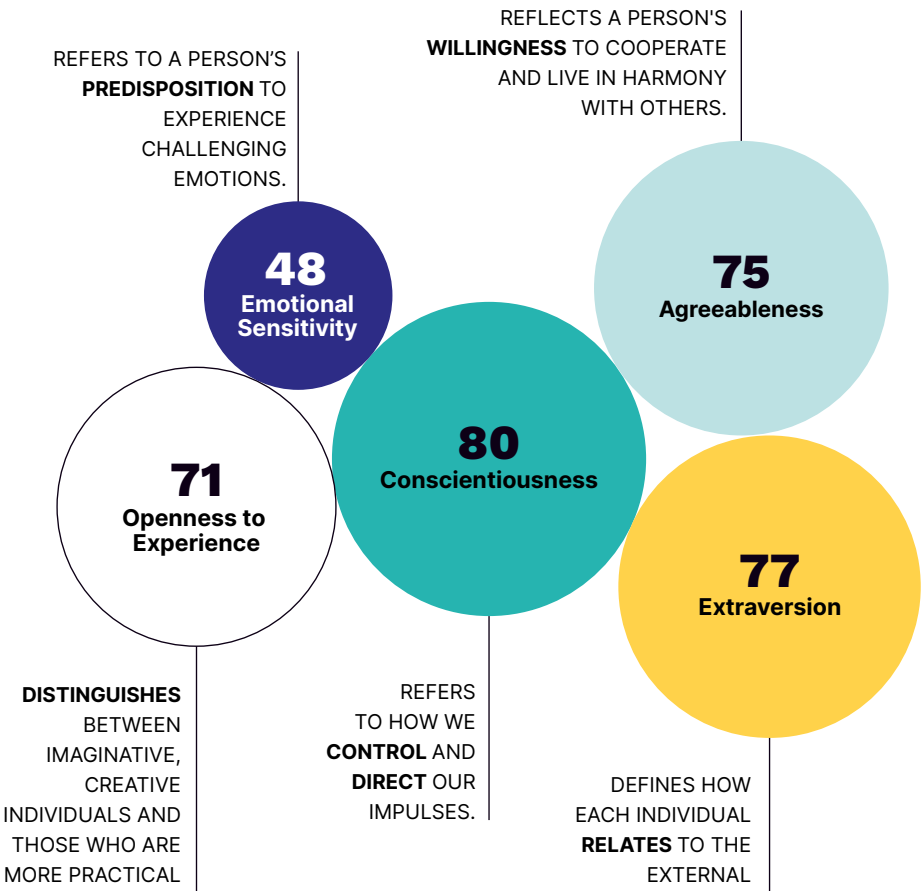 REFERS TO A PERSON’S
PREDISPOSITION TO
EXPERIENCE
CHALLENGING
EMOTIONS.
REFLECTS A PERSON'S
WILLINGNESS TO COOPERATE
AND LIVE IN HARMONY
WITH OTHERS.
48
Emotional
Sensitivity
75
Agreeableness
71
Openness to
Experience
80
Conscientiousness
77
Extraversion
DISTINGUISHES
BETWEEN
IMAGINATIVE,
CREATIVE
INDIVIDUALS AND
THOSE WHO ARE
MORE PRACTICAL
REFERS
TO HOW WE
CONTROL AND
DIRECT OUR
IMPULSES.
DEFINES HOW
EACH INDIVIDUAL
RELATES TO THE
EXTERNAL